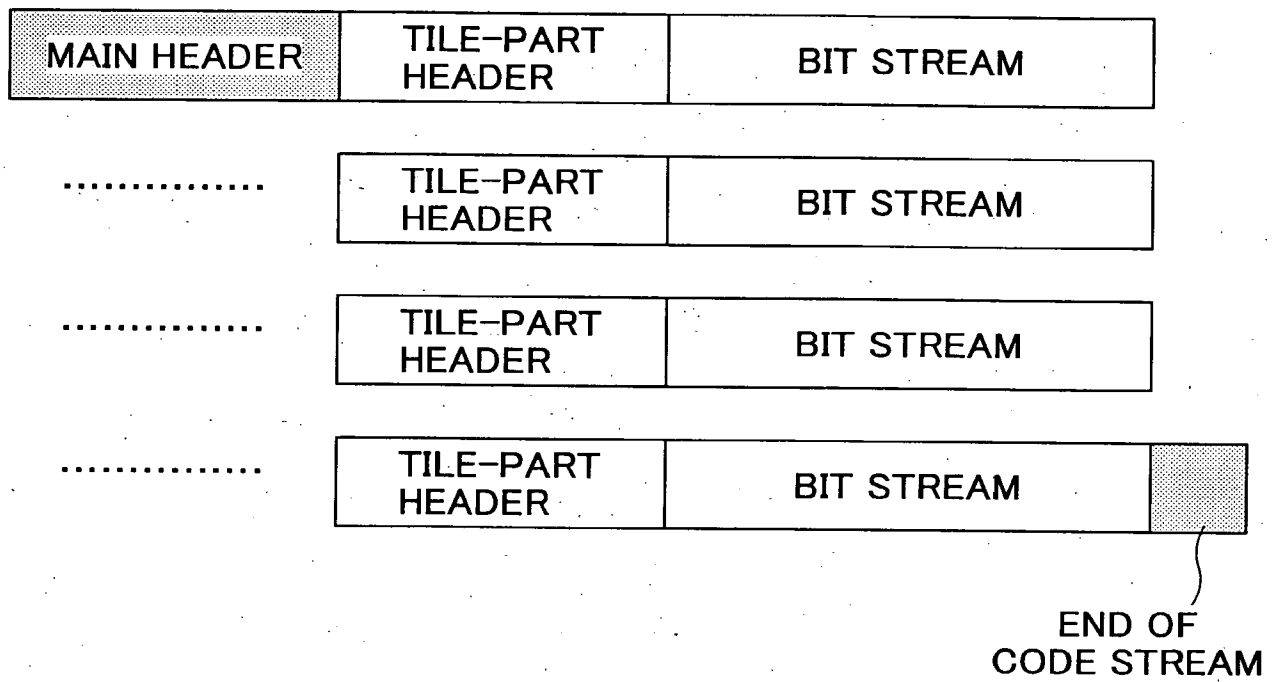 MAIN HEADER
TILE-PART
HEADER
BIT STREAM
...............
TILE-PART
HEADER
BIT STREAM
...............
TILE-PART
HEADER
BIT STREAM
...............
TILE-PART
HEADER
BIT STREAM
END OF
CODE STREAM